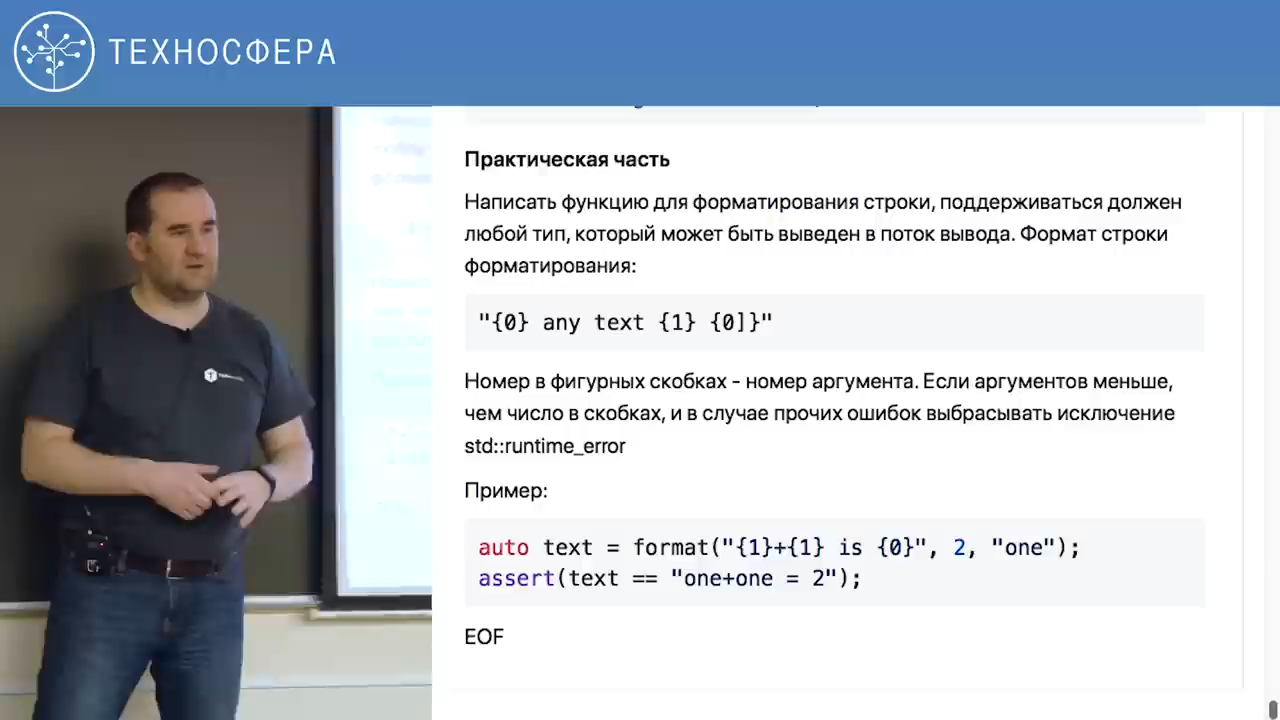 ТЕХНОСФЕРА
Практическая часть
Написать функцию для форматирования строки, поддерживаться должен
любой тип, который может быть выведен в поток вывода. Формат строки
форматирования:
"{0} any text {1} {0]}"
Номер в фигурных скобках - номер аргумента. Если аргументов меньше,
чем число в скобках, и в случае прочих ошибок выбрасывать исключение
std::runtime_error
Пример:
auto text = format("{1}+{1} is {0}", 2, "one");
assert(text == "one+one = 2");
EOF